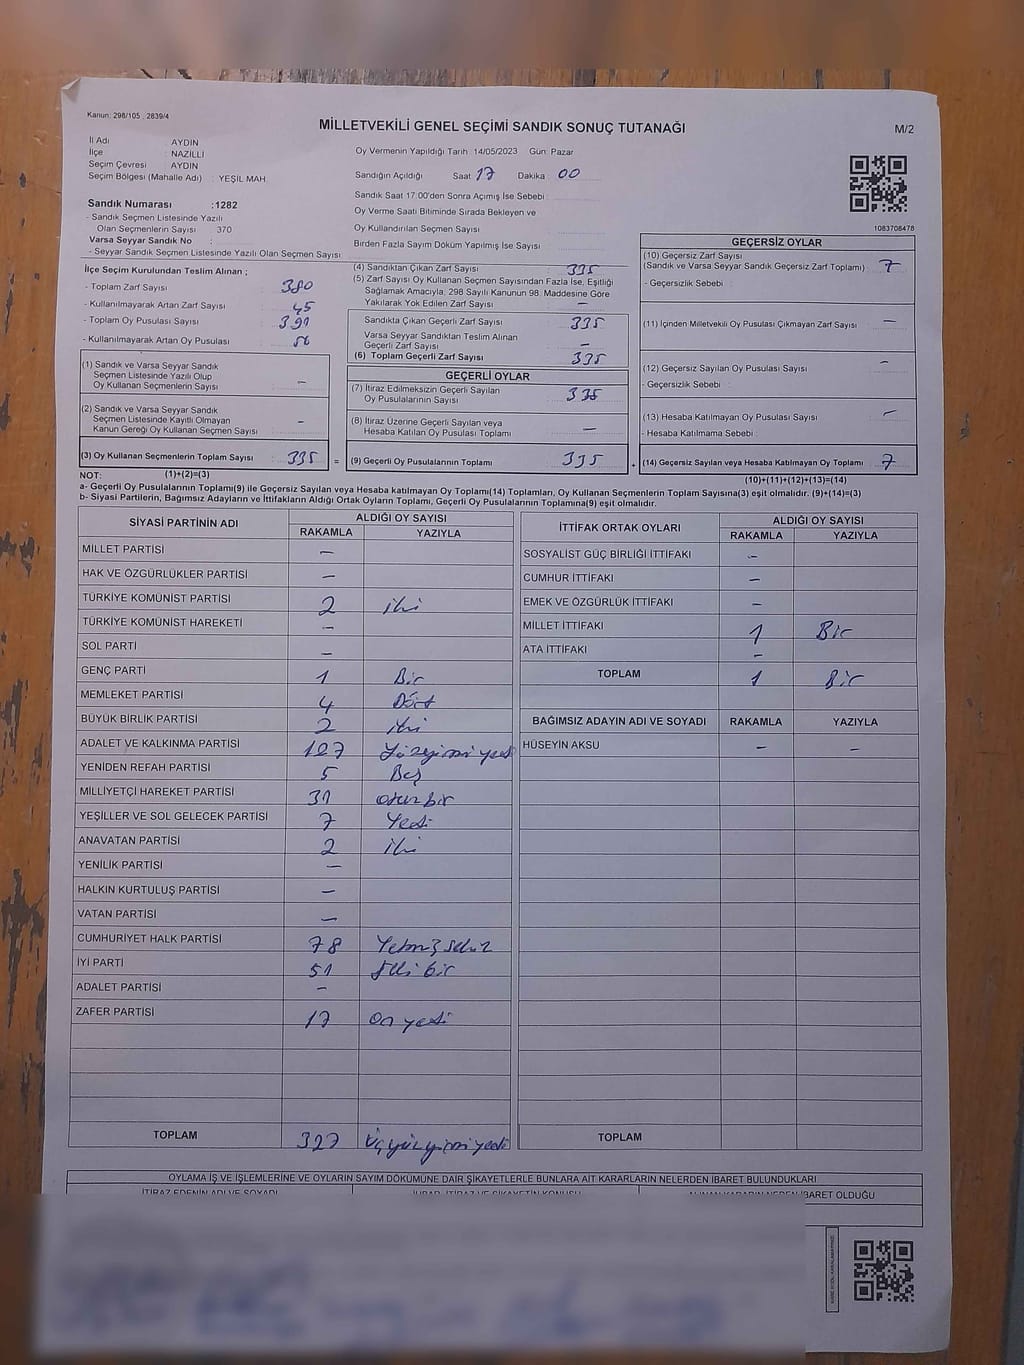 Kanun: 298/105 , 2839/4
MİLLETVEKİLİ GENEL SEÇİMİ SANDIK SONUÇ TUTANAĞI
M/2
İl Adı : AYDIN
İlçe : NAZİLLİ
Seçim Çevresi : AYDIN
Seçim Bölgesi (Mahalle Adı) : YEŞİL MAH.
Oy Vermenin Yapıldığı Tarih :14/05/2023 Gün: Pazar
Sandığın Açıldığı Saat : 17 Dakika : 00
Sandık Saat 17:00'den Sonra Açımış İse Sebebi :
Oy Verme Saati Bitiminde Sırada Bekleyen ve
Oy Kullandırılan Seçmen Sayısı
Birden Fazla Sayım Döküm Yapılmış İse Sayısı
Sandık Numarası :1282
- Sandık Seçmen Listesinde Yazılı
Olan Seçmenlerin Sayısı 370
Varsa Seyyar Sandık No :
- Seyyar Sandık Seçmen Listesinde Yazılı Olan Seçmen Sayısı
1083708478
İlçe Seçim Kurulundan Teslim Alınan ;
- Toplam Zarf Sayısı : 380
- Kullanılmayarak Artan Zarf Sayısı : 45
- Toplam Oy Pusulası Sayısı : 391
- Kullanılmayarak Artan Oy Pusulası : 56
(1) Sandık ve Varsa Seyyar Sandık
Seçmen Listesinde Yazılı Olup
Oy Kullanan Seçmenlerin Sayısı : –
(2) Sandık ve Varsa Seyyar Sandık
Seçmen Listesinde Kayıtlı Olmayan
Kanun Gereği Oy Kullanan Seçmen Sayısı : –
(3) Oy Kullanan Seçmenlerin Toplam Sayısı : 335 =
(4) Sandıktan Çıkan Zarf Sayısı : 335
(5) Zarf Sayısı Oy Kullanan Seçmen Sayısından Fazla İse, Eşitliği
Sağlamak Amacıyla, 298 Sayılı Kanunun 98. Maddesine Göre
Yakılarak Yok Edilen Zarf Sayısı : –
Sandıkta Çıkan Geçerli Zarf Sayısı : 335
Varsa Seyyar Sandıktan Teslim Alınan
Geçerli Zarf Sayısı : –
(6) Toplam Geçerli Zarf Sayısı : 335
GEÇERLİ OYLAR
(7) İtiraz Edilmeksizin Geçerli Sayılan
Oy Pusulalarının Sayısı : 335
(8) İtiraz Üzerine Geçerli Sayılan veya
Hesaba Katılan Oy Pusulası Toplamı : –
(9) Geçerli Oy Pusulalarının Toplamı : 335 +
GEÇERSİZ OYLAR
(10) Geçersiz Zarf Sayısı
(Sandık ve Varsa Seyyar Sandık Geçersiz Zarf Toplamı) : 7
- Geçersizlik Sebebi :
(11) İçinden Milletvekili Oy Pusulası Çıkmayan Zarf Sayısı : –
(12) Geçersiz Sayılan Oy Pusulası Sayısı : –
- Geçersizlik Sebebi :
(13) Hesaba Katılmayan Oy Pusulası Sayısı : –
- Hesaba Katılmama Sebebi :
(14) Geçersiz Sayılan veya Hesaba Katılmayan Oy Toplamı : 7
NOT: (1)+(2)=(3)
(10)+(11)+(12)+(13)=(14)
a- Geçerli Oy Pusulalarının Toplamı(9) ile Geçersiz Sayılan veya Hesaba katılmayan Oy Toplamı(14) Toplamları, Oy Kullanan Seçmenlerin Toplam Sayısına(3) eşit olmalıdır. (9)+(14)=(3)
b- Siyasi Partilerin, Bağımsız Adayların ve İttifakların Aldığı Ortak Oyların Toplamı, Geçerli Oy Pusulalarının Toplamına(9) eşit olmalıdır.
SİYASİ PARTİNİN ADI ALDIĞI OY SAYISI
RAKAMLA YAZIYLA
MİLLET PARTİSİ –
HAK VE ÖZGÜRLÜKLER PARTİSİ –
TÜRKİYE KOMÜNİST PARTİSİ 2 iki
TÜRKİYE KOMÜNİST HAREKETİ –
SOL PARTİ –
GENÇ PARTİ 1 Bir
MEMLEKET PARTİSİ 4 Dört
BÜYÜK BİRLİK PARTİSİ 2 iki
ADALET VE KALKINMA PARTİSİ 127 Yüzyirmi yedi
YENİDEN REFAH PARTİSİ 5 Beş
MİLLİYETÇİ HAREKET PARTİSİ 31 otuz bir
YEŞİLLER VE SOL GELECEK PARTİSİ 7 Yedi
ANAVATAN PARTİSİ 2 iki
YENİLİK PARTİSİ –
HALKIN KURTULUŞ PARTİSİ –
VATAN PARTİSİ –
CUMHURİYET HALK PARTİSİ 78 Yetmiş sekiz
İYİ PARTİ 51 Elli bir
ADALET PARTİSİ –
ZAFER PARTİSİ 17 On yedi
TOPLAM 327 Üçyüzyirmiyedi
İTTİFAK ORTAK OYLARI ALDIĞI OY SAYISI
RAKAMLA YAZIYLA
SOSYALİST GÜÇ BİRLİĞİ İTTİFAKI –
CUMHUR İTTİFAKI –
EMEK VE ÖZGÜRLÜK İTTİFAKI –
MİLLET İTTİFAKI 1 Bir
ATA İTTİFAKI –
TOPLAM 1 Bir
BAĞIMSIZ ADAYIN ADI VE SOYADI RAKAMLA YAZIYLA
HÜSEYİN AKSU – –
TOPLAM
OYLAMA İŞ VE İŞLEMLERİNE VE OYLARIN SAYIM DÖKÜMÜNE DAİR ŞİKAYETLERLE BUNLARA AİT KARARLARIN NELERDEN İBARET BULUNDUKLARI
İTİRAZ EDENİN ADI VE SOYADI İHBAR, İTİRAZ VE ŞİKAYETİN KONUSU ALINAN KARARIN NEDEN İBARET OLDUĞU